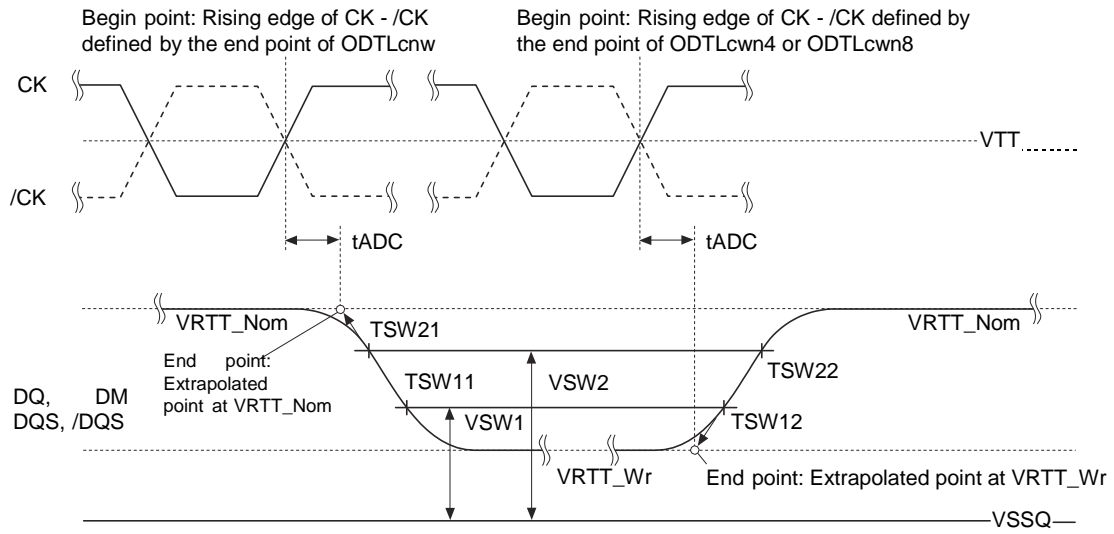 Begin point: Rising edge of CK - /CK
defined by the end point of ODTLcnw
Begin point: Rising edge of CK - /CK defined by
the end point of ODTLcwn4 or ODTLcwn8
CK
VTT
/CK
tADC
tADC
VRTT_Nom
TSW21
VRTT_Nom
End point:
Extrapolated
point at VRTT_Nom
TSW11
VSW2
TSW22
DQ, DM
DQS, /DQS
VSW1
TSW12
VRTT_Wr
End point: Extrapolated point at VRTT_Wr
VSSQ